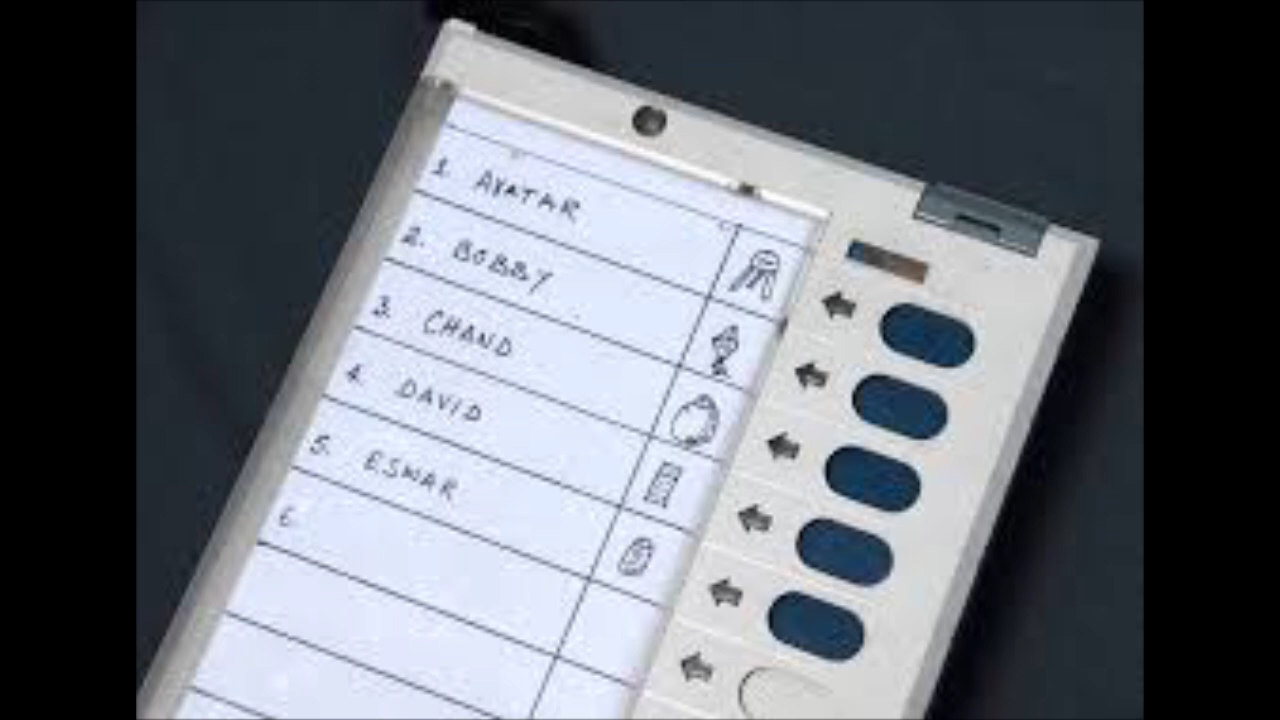 1. AVATAR
2. BOBBY
3. CHAND
4. DAVID
5. ESWAR
6.